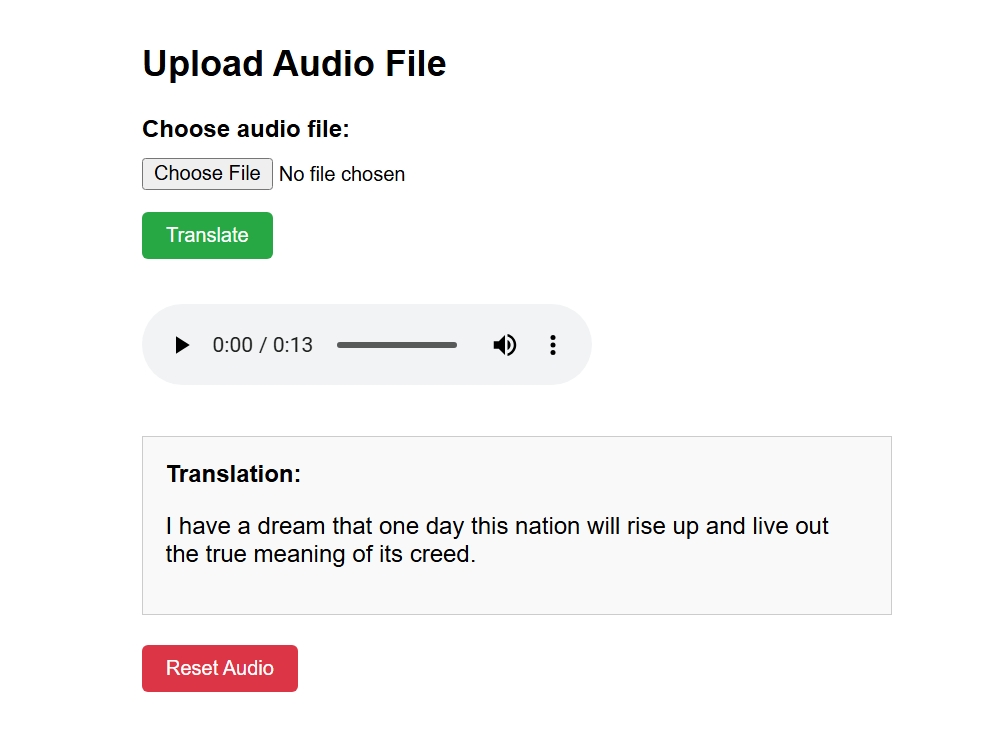 Upload Audio File
Choose audio file:
Choose File No file chosen
Translate
0:00 / 0:13
Translation:
I have a dream that one day this nation will rise up and live out
the true meaning of its creed.
Reset Audio